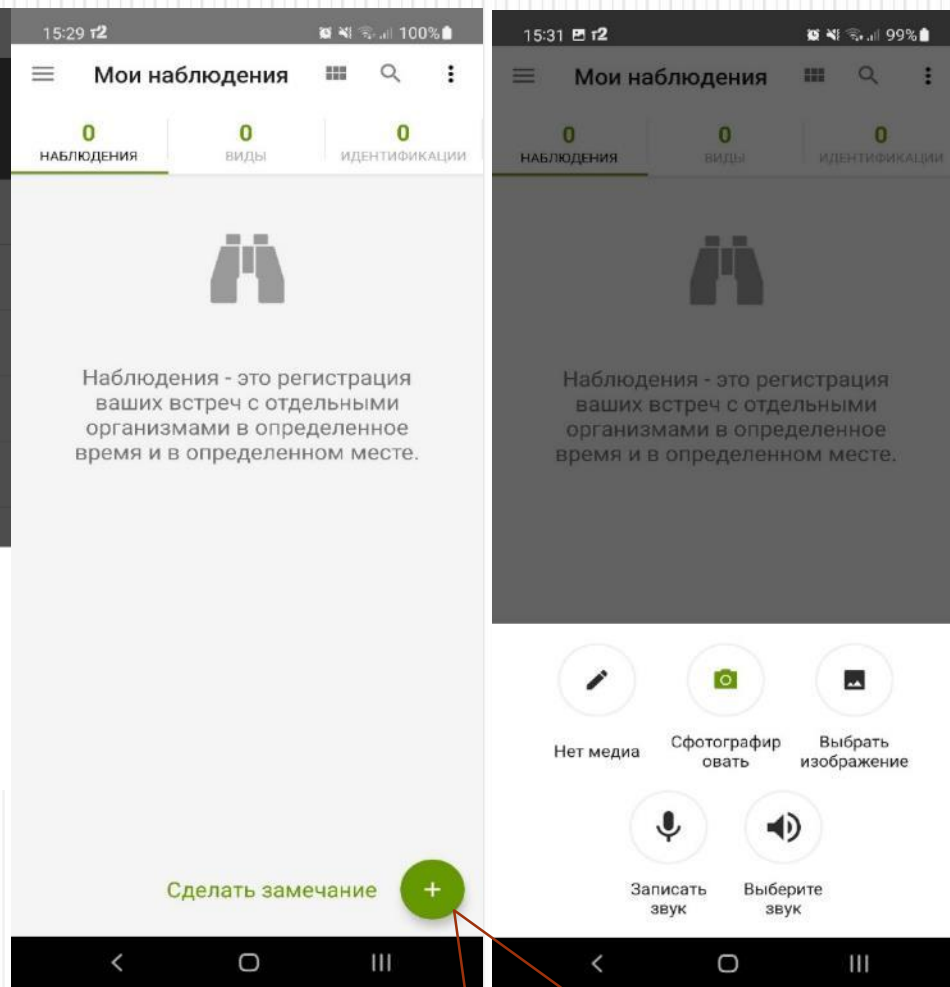 15:29 т2 100%
Мои наблюдения
0 0 0
НАБЛЮДЕНИЯ ВИДЫ ИДЕНТИФИКАЦИИ
Наблюдения - это регистрация
ваших встреч с отдельными
организмами в определенное
время и в определенном месте.
Сделать замечание
15:31 т2 99%
Мои наблюдения
0 0 0
НАБЛЮДЕНИЯ ВИДЫ ИДЕНТИФИКАЦИИ
Наблюдения - это регистрация
ваших встреч с отдельными
организмами в определенное
время и в определенном месте.
Нет медиа
Сфотографир
овать
Выбрать
изображение
Записать
звук
Выберите
звук